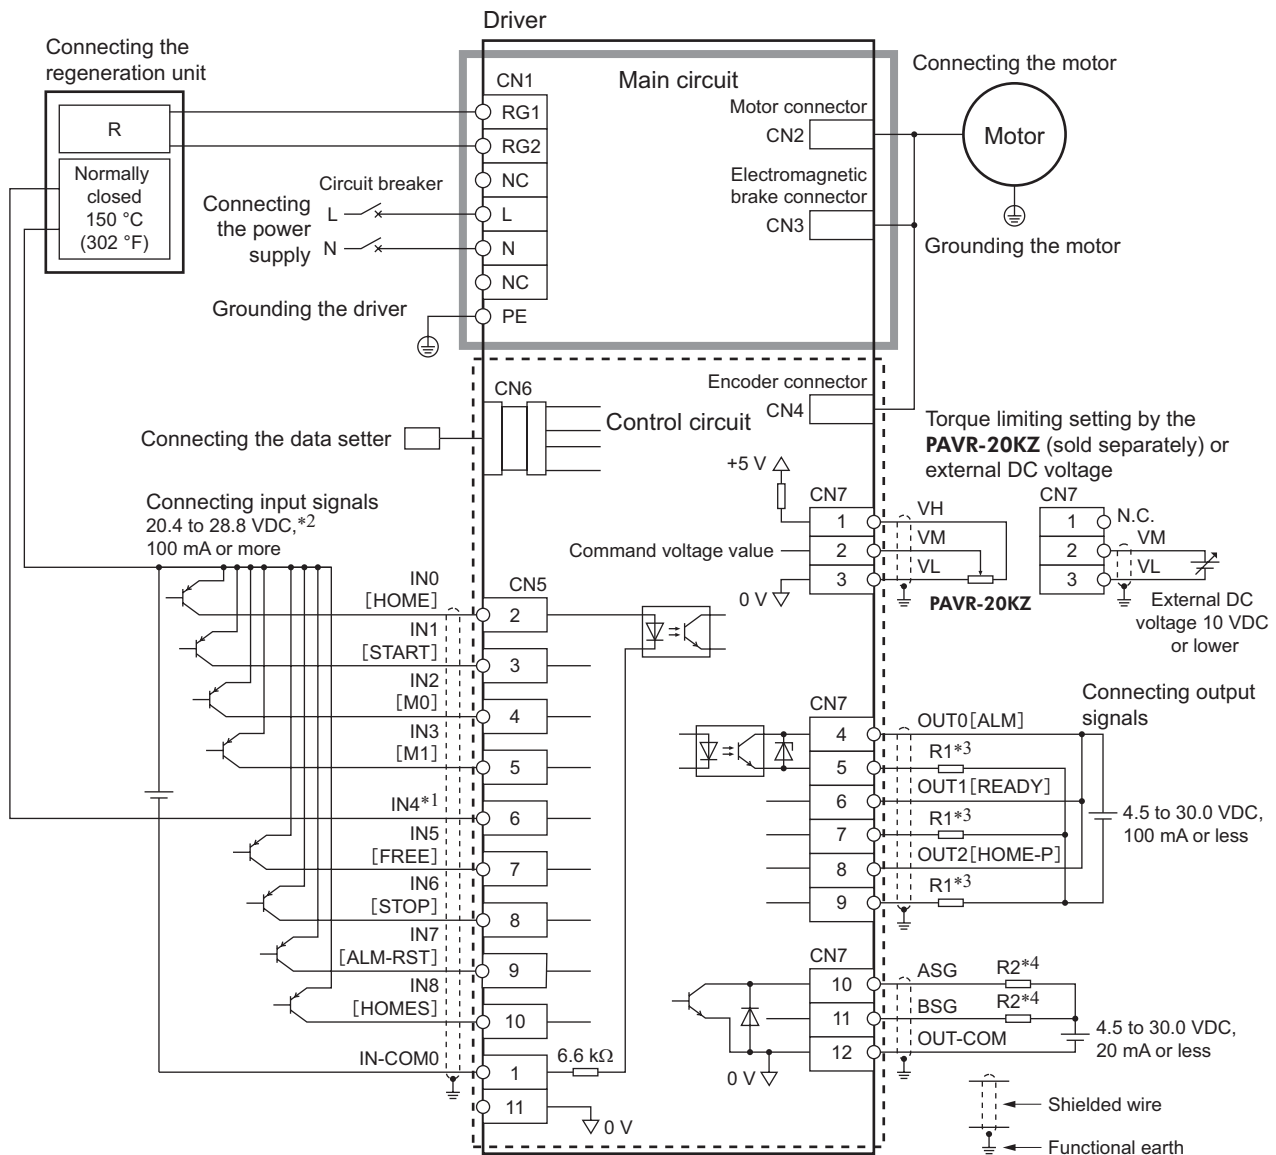 Driver
Connecting the
regeneration unit
R
Normally
closed
150 °C
(302 °F)
Circuit breaker
Connecting
the power
supply
L
N
Grounding the driver
CN1
RG1
RG2
NC
L
N
NC
PE
Main circuit
Motor connector
CN2
Electromagnetic
brake connector
CN3
Connecting the motor
Motor
Grounding the motor
Connecting the data setter
CN6
Control circuit
Encoder connector
CN4
Torque limiting setting by the
PAVR-20KZ (sold separately) or
external DC voltage
+5 V
Command voltage value
0 V
CN7
1
2
3
VH
VM
VL
PAVR-20KZ
CN7
1
2
3
N.C.
VM
VL
External DC
voltage 10 VDC
or lower
Connecting input signals
20.4 to 28.8 VDC,*2
100 mA or more
CN5
IN0
[HOME]
2
IN1
[START]
3
IN2
[M0]
4
IN3
[M1]
5
IN4*1
6
IN5
[FREE]
7
IN6
[STOP]
8
IN7
[ALM-RST]
9
IN8
[HOMES]
10
IN-COM0
1
6.6 kΩ
11
0 V
Connecting output
signals
CN7
4
OUT0[ALM]
5
R1*3
6
OUT1[READY]
7
R1*3
8
OUT2[HOME-P]
9
R1*3
4.5 to 30.0 VDC,
100 mA or less
CN7
10
ASG
R2*4
11
BSG
R2*4
12
OUT-COM
0 V
4.5 to 30.0 VDC,
20 mA or less
Shielded wire
Functional earth